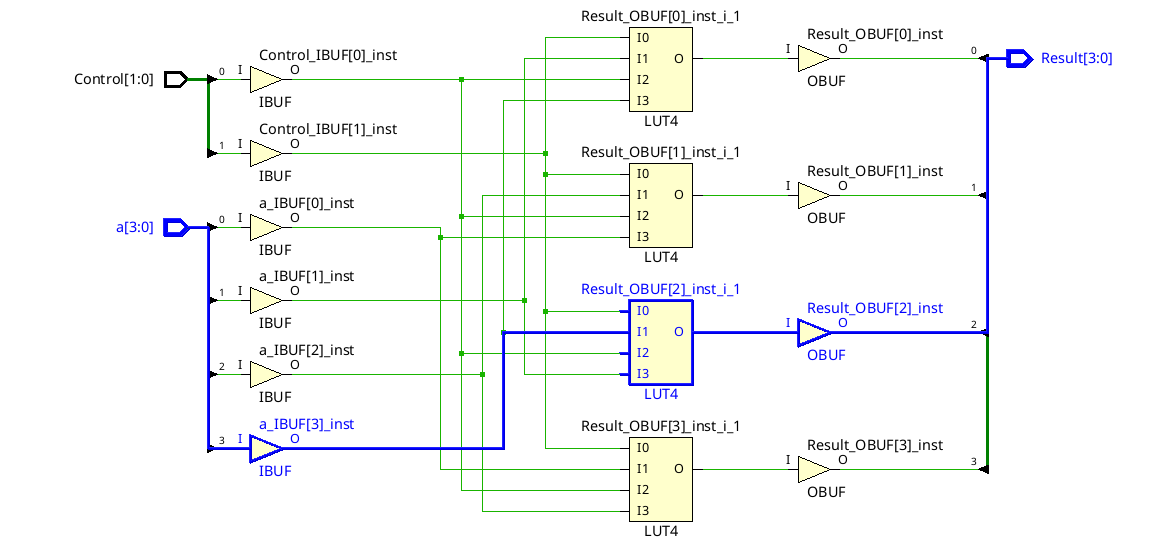 Control[1:0]
0
I
Control_IBUF[0]_inst
O
IBUF
1
I
Control_IBUF[1]_inst
O
IBUF
a[3:0]
0
I
a_IBUF[0]_inst
O
IBUF
1
I
a_IBUF[1]_inst
O
IBUF
2
I
a_IBUF[2]_inst
O
IBUF
3
I
a_IBUF[3]_inst
O
IBUF
Result_OBUF[0]_inst_i_1
I0
I1
O
I2
I3
LUT4
Result_OBUF[1]_inst_i_1
I0
I1
O
I2
I3
LUT4
Result_OBUF[2]_inst_i_1
I0
I1
O
I2
I3
LUT4
Result_OBUF[3]_inst_i_1
I0
I1
O
I2
I3
LUT4
Result_OBUF[0]_inst
I
O
0
OBUF
Result_OBUF[1]_inst
I
O
1
OBUF
Result_OBUF[2]_inst
I
O
2
OBUF
Result_OBUF[3]_inst
I
O
3
OBUF
Result[3:0]